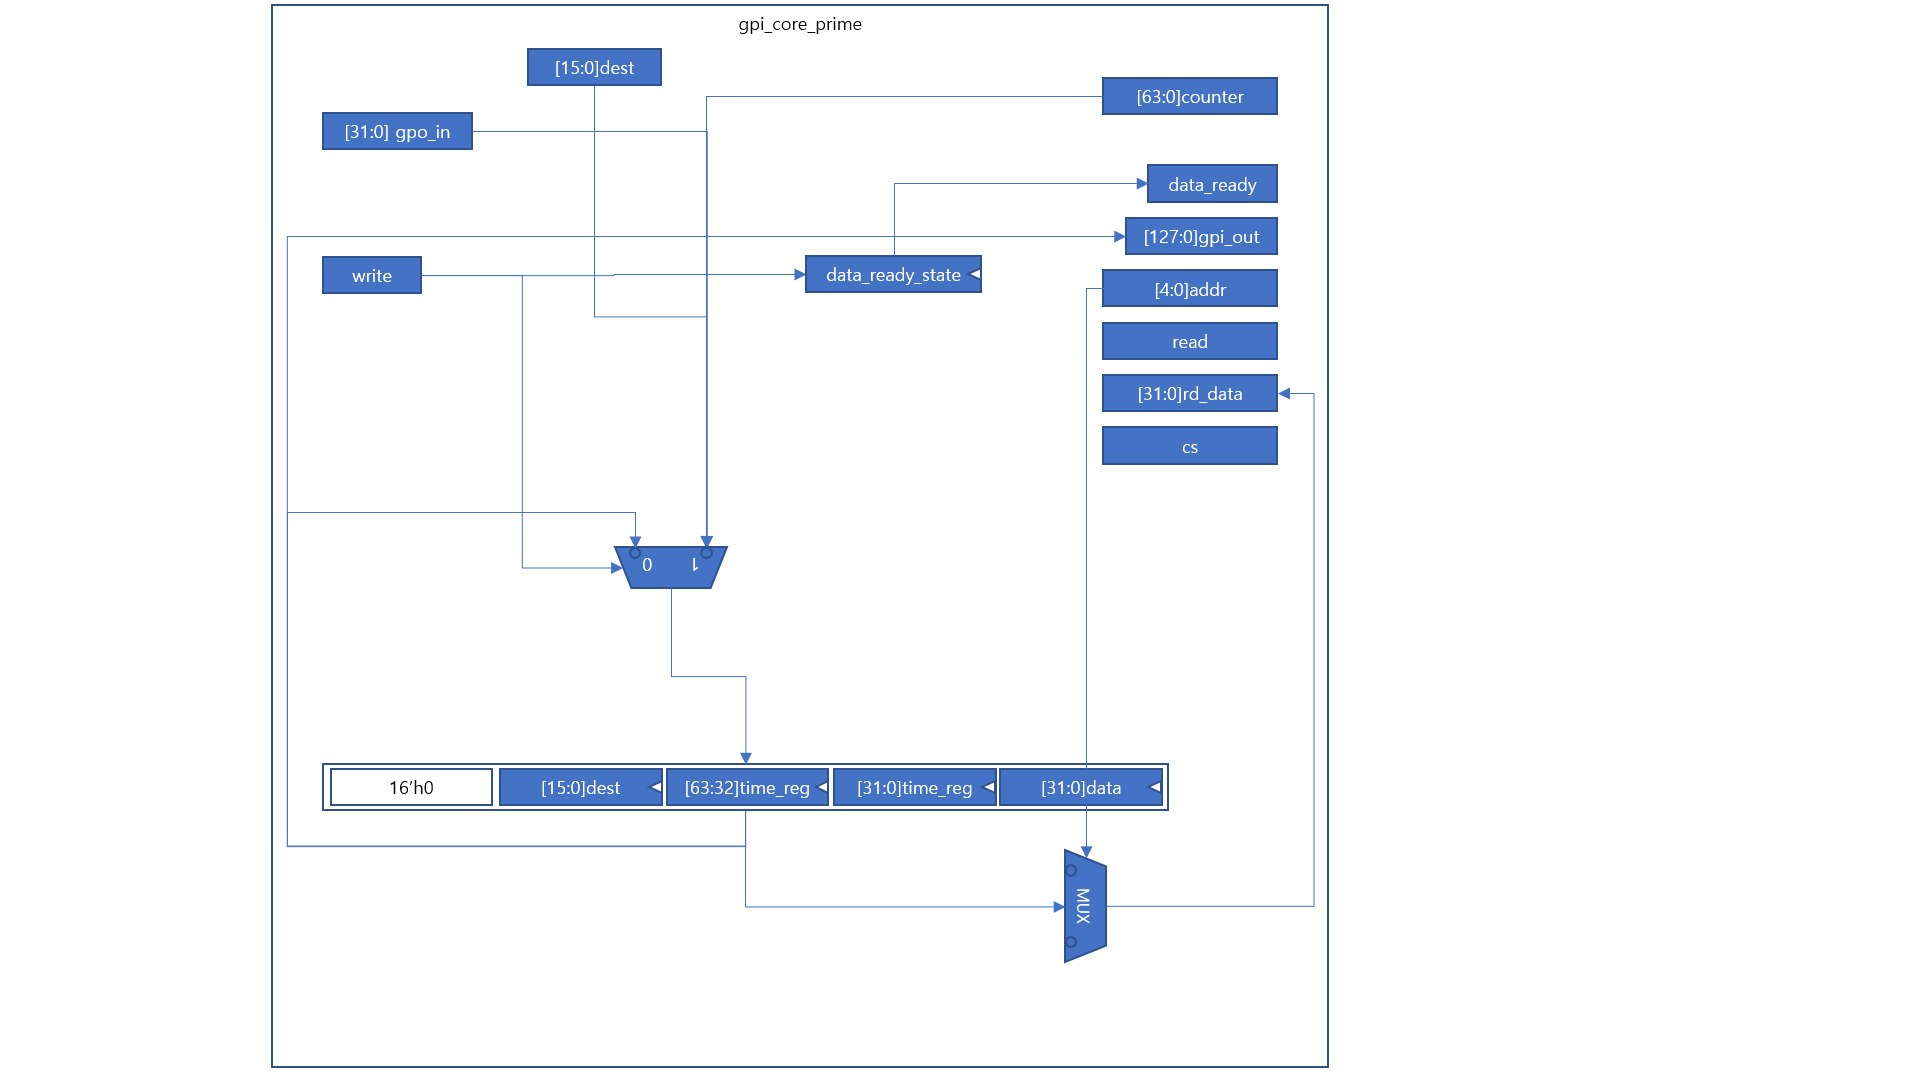 gpi_core_prime
[15:0]dest
[63:0]counter
[31:0] gpo_in
data_ready
[127:0]gpi_out
write
data_ready_state
[4:0]addr
read
[31:0]rd_data
cs
0
1
16'h0
[15:0]dest
[63:32]time_reg
[31:0]time_reg
[31:0]data
MUX